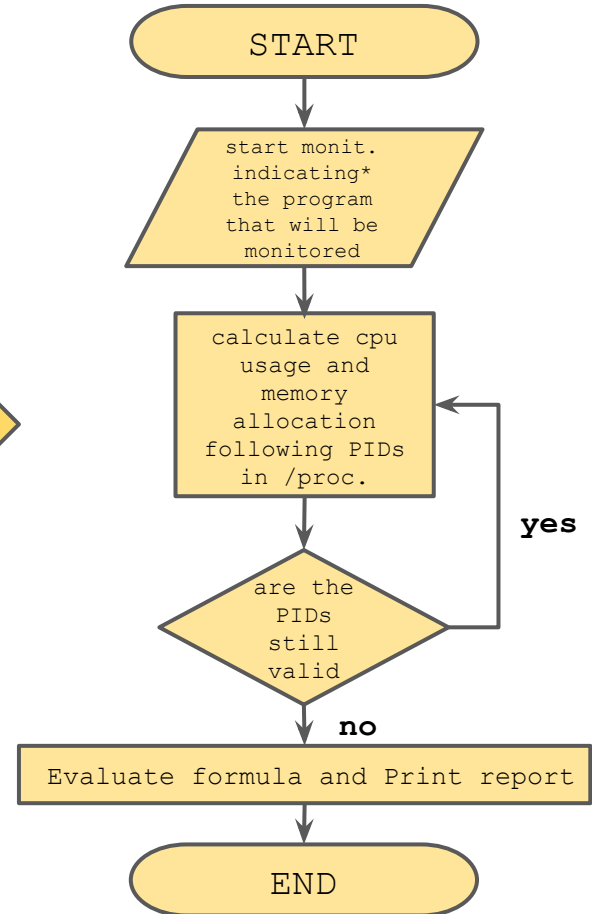 START
start monit.
indicating*
the program
that will be
monitored
calculate cpu
usage and
memory
allocation
following PIDs
in /proc.
yes
are the
PIDs
still
valid
no
Evaluate formula and Print report
END